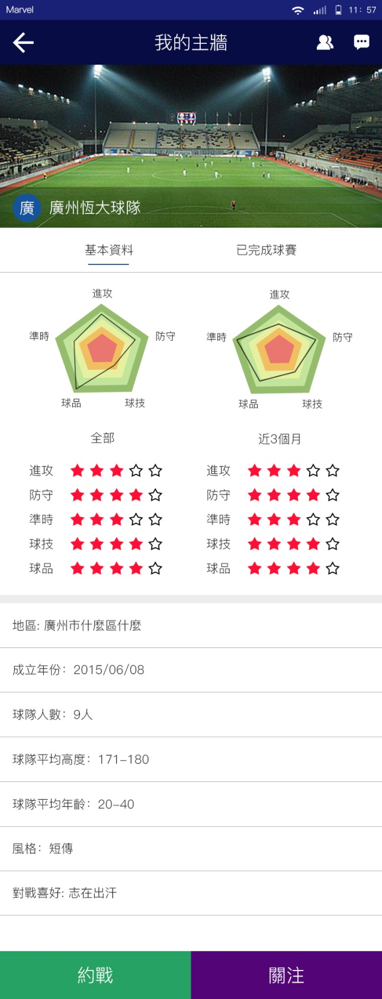 Marvel 11: 57
我的主牆
廣 廣州恆大球隊
基本資料 已完成球賽
進攻 進攻
準時 防守 準時 防守
球品 球技 球品 球技
全部 近3個月
進攻 進攻
防守 防守
準時 準時
球技 球技
球品 球品
地區: 廣州市什麼區什麼
成立年份: 2015/06/08
球隊人數: 9人
球隊平均高度: 171-180
球隊平均年齡: 20-40
風格: 短傳
對戰喜好: 志在出汗
約戰 關注